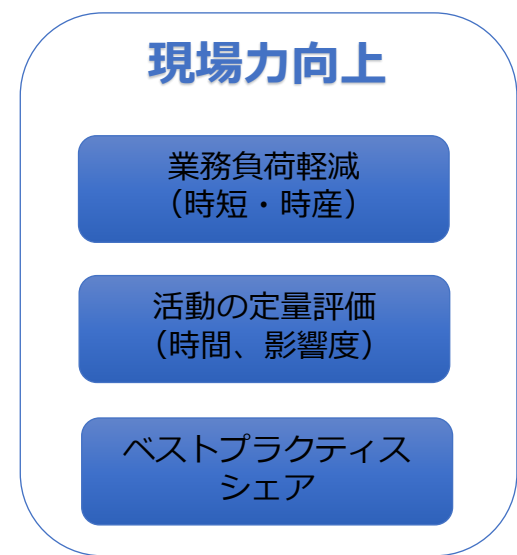 現場力向上
業務負荷軽減
（時短・時産）
活動の定量評価
（時間、影響度）
ベストプラクティス
シェア